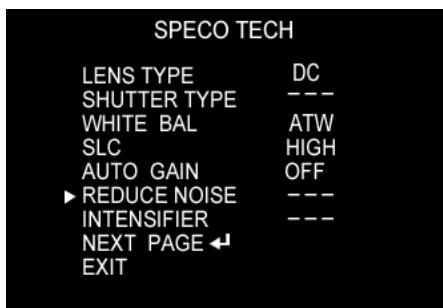 SPECO TECH
LENS TYPE DC
SHUTTER TYPE ---
WHITE BAL ATW
SLC HIGH
AUTO GAIN OFF
▶ REDUCE NOISE ---
INTENSIFIER ---
NEXT PAGE ↵
EXIT